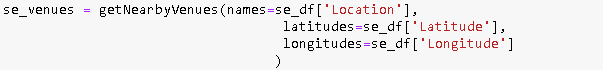 se_venues = getNearbyVenues(names=se_df['Location'],
                                   latitudes=se_df['Latitude'],
                                   longitudes=se_df['Longitude']
                                  )